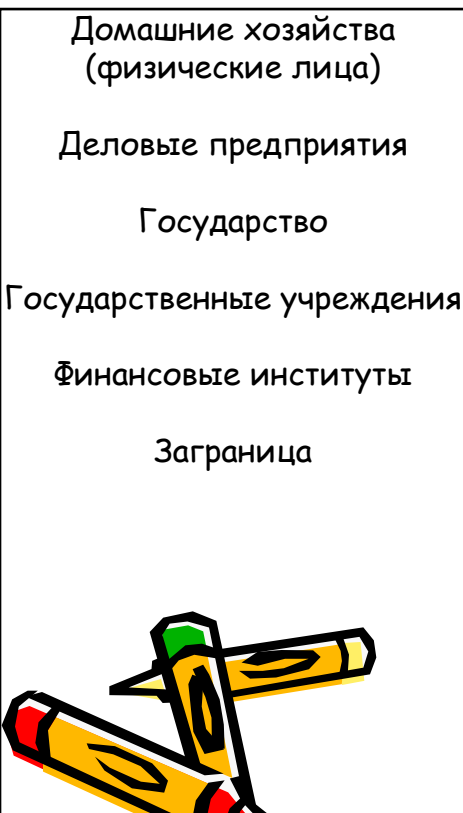 Домашние хозяйства
(физические лица)
Деловые предприятия
Государство
Государственные учреждения
Финансовые институты
Заграница